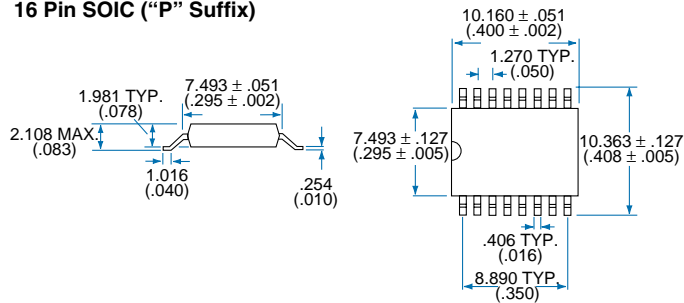 16 Pin SOIC (“P” Suffix)
10.160 ± .051
(.400 ± .002)
1.270 TYP.
(.050)
7.493 ± .051
(.295 ± .002)
1.981 TYP.
(.078)
2.108 MAX.
(.083)
1.016
(.040)
.254
(.010)
7.493 ± .127
(.295 ± .005)
10.363 ± .127
(.408 ± .005)
.406 TYP.
(.016)
8.890 TYP.
(.350)